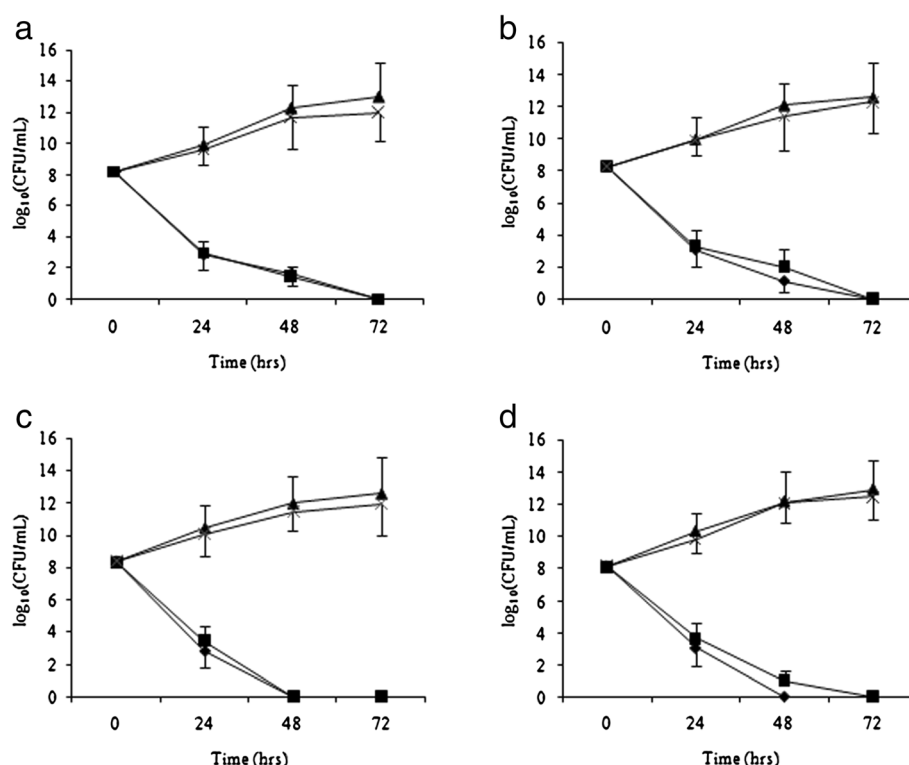 a
16
14
12
10
8
6
4
2
0
log₁₀(CFU/mL)
0 24 48 72
Time (hrs)
b
16
14
12
10
8
6
4
2
0
log₁₀(CFU/mL)
0 24 48 72
Time (hrs)
c
16
14
12
10
8
6
4
2
0
log₁₀(CFU/mL)
0 24 48 72
Time (hrs)
d
16
14
12
10
8
6
4
2
0
log₁₀(CFU/mL)
0 24 48 72
Time (hrs)